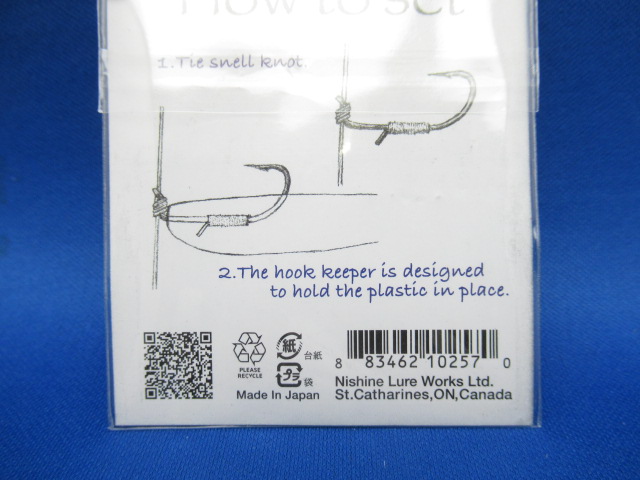 How to set
1.Tie snell knot.
2.The hook keeper is designed
to hold the plastic in place.
PLEASE
RECYCLE
紙 台紙
プラ 袋
Made In Japan
8 83462 10257 0
Nishine Lure Works Ltd.
St.Catharines,ON,Canada